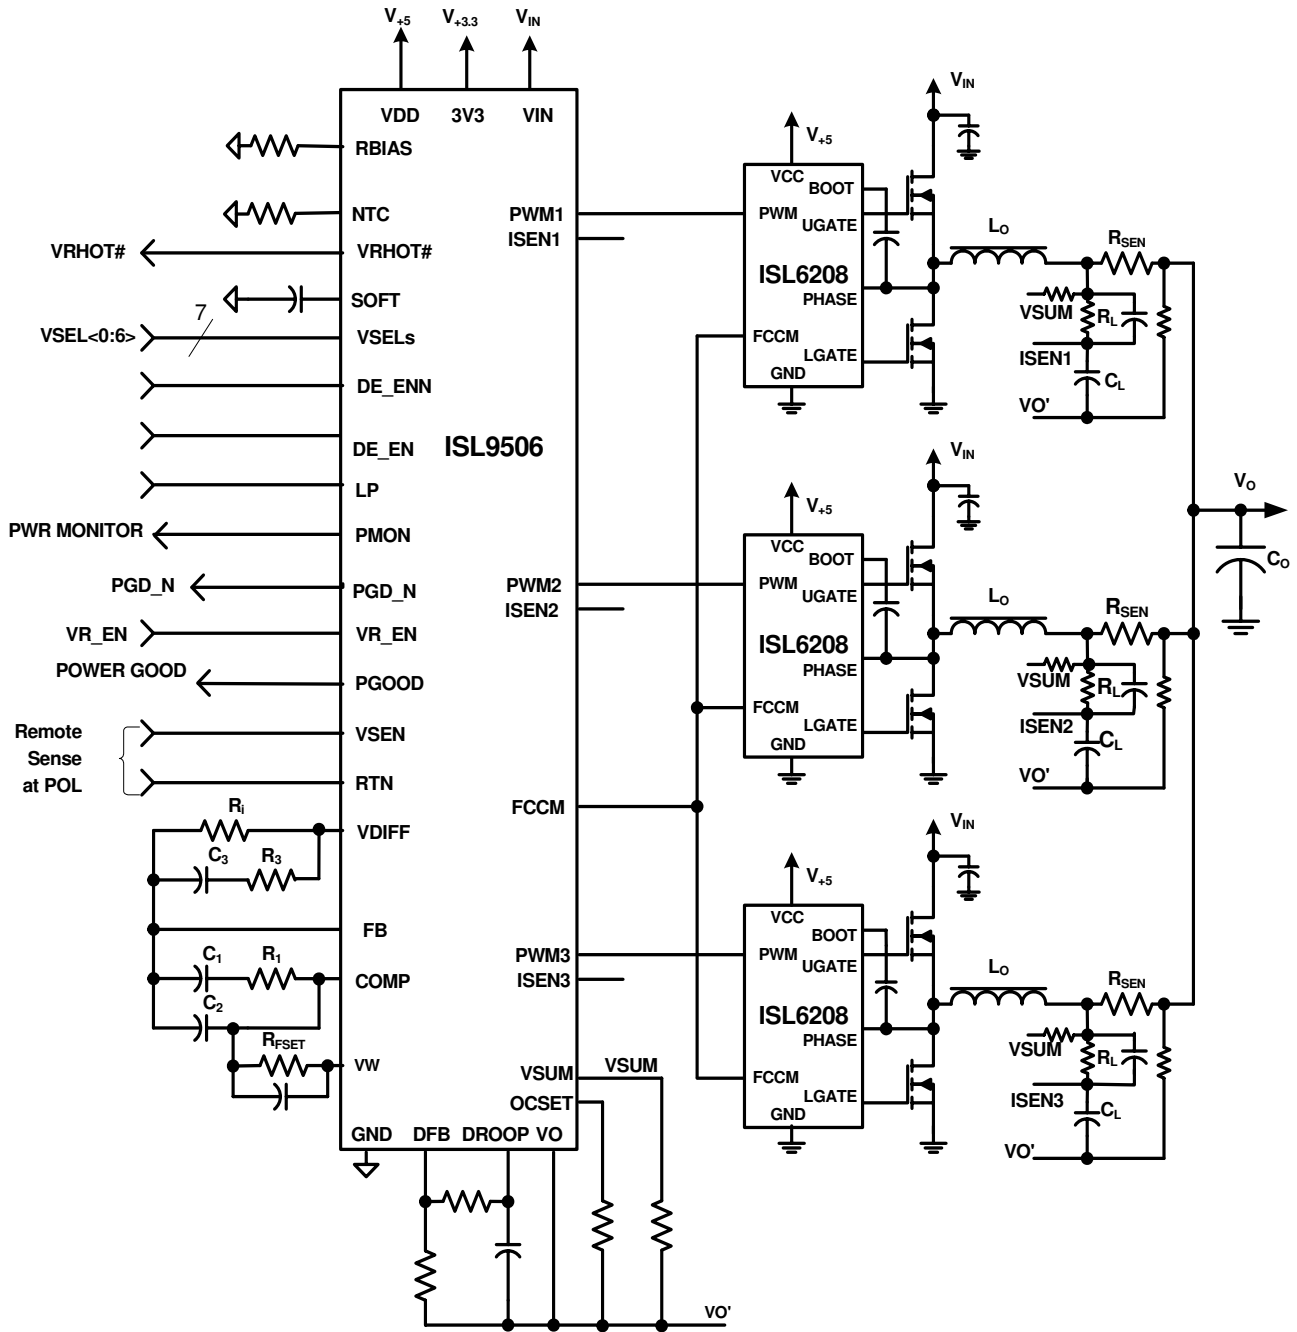 V+5
V+3.3
VIN
VDD
3V3
VIN
RBIAS
NTC
VRHOT#
VRHOT#
SOFT
7
VSEL<0:6>
VSELs
DE_ENN
DE_EN
ISL9506
LP
PWR MONITOR
PMON
PGD_N
PGD_N
VR_EN
VR_EN
POWER GOOD
PGOOD
Remote
Sense
at POL
VSEN
RTN
Ri
VDIFF
C3
R3
FB
C1
R1
COMP
C2
RFSET
VW
GND
DFB
DROOP
VO
PWM1
ISEN1
PWM2
ISEN2
FCCM
PWM3
ISEN3
VSUM
VSUM
OCSET
VO'
VIN
V+5
VCC
BOOT
PWM
UGATE
ISL6208
PHASE
FCCM
LGATE
GND
LO
RSEN
VSUM
RL
ISEN1
CL
VO'
VIN
V+5
VCC
BOOT
PWM
UGATE
ISL6208
PHASE
FCCM
LGATE
GND
LO
RSEN
VSUM
RL
ISEN2
CL
VO'
VO
CO
VIN
V+5
VCC
BOOT
PWM
UGATE
ISL6208
PHASE
FCCM
LGATE
GND
LO
RSEN
VSUM
RL
ISEN3
CL
VO'